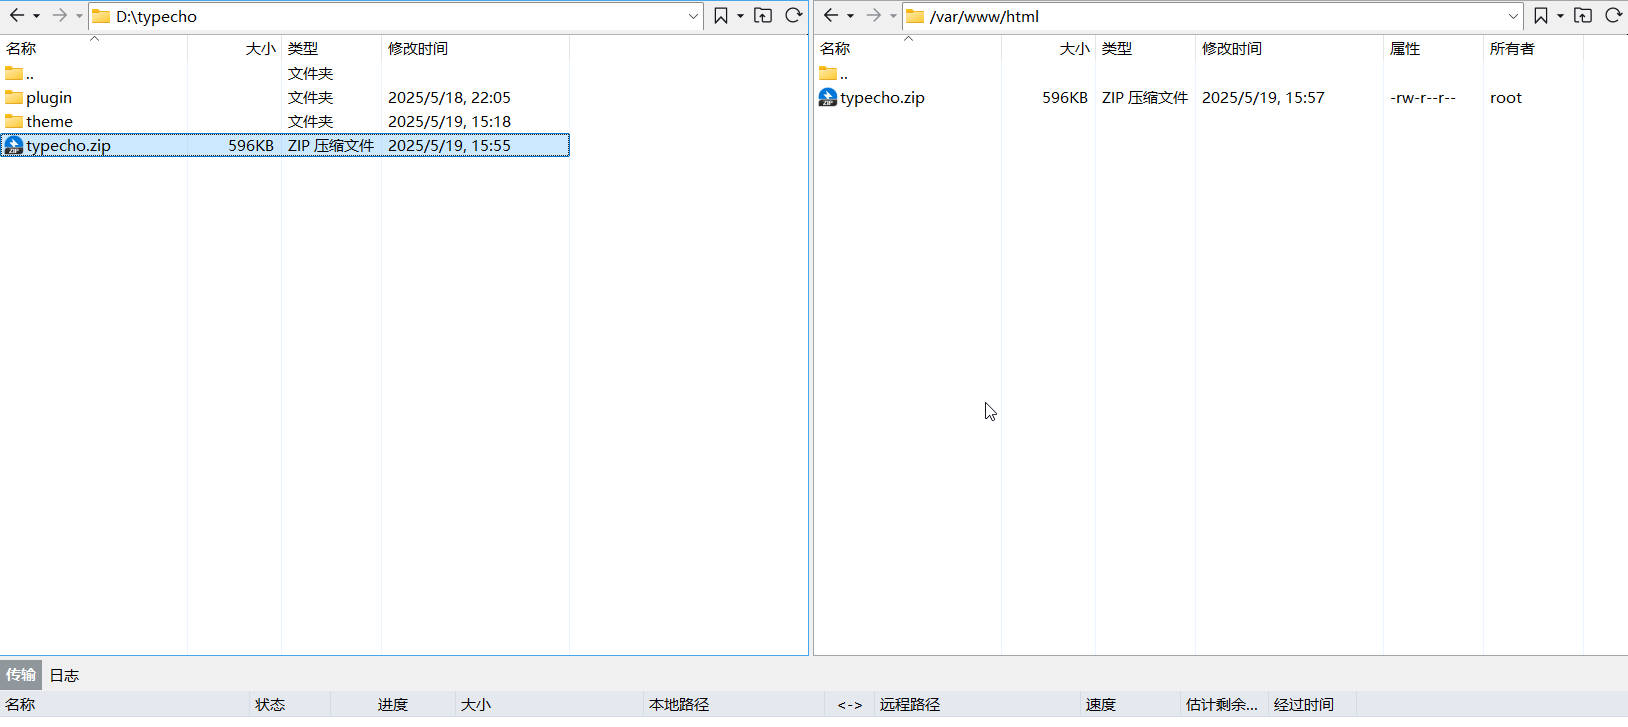 D:\typecho
名称 大小 类型 修改时间
.. 文件夹
plugin 文件夹 2025/5/18, 22:05
theme 文件夹 2025/5/19, 15:18
typecho.zip 596KB ZIP 压缩文件 2025/5/19, 15:55
/var/www/html
名称 大小 类型 修改时间 属性 所有者
..
typecho.zip 596KB ZIP 压缩文件 2025/5/19, 15:57 -rw-r--r-- root
传输 日志
名称 状态 进度 大小 本地路径 <-> 远程路径 速度 估计剩余... 经过时间